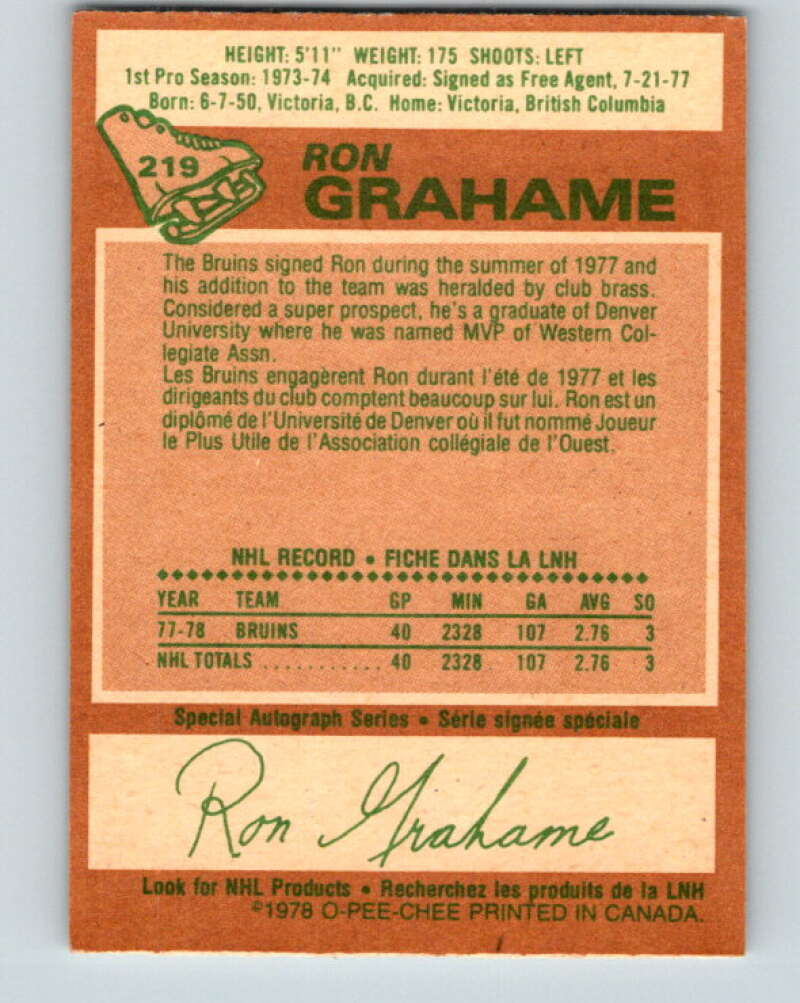 HEIGHT: 5'11" WEIGHT: 175 SHOOTS: LEFT
1st Pro Season: 1973-74 Acquired: Signed as Free Agent, 7-21-77
Born: 6-7-50, Victoria, B.C. Home: Victoria, British Columbia
219
RON
GRAHAME
The Bruins signed Ron during the summer of 1977 and
his addition to the team was heralded by club brass.
Considered a super prospect, he's a graduate of Denver
University where he was named MVP of Western Col-
legiate Assn.
Les Bruins engagèrent Ron durant l'été de 1977 et les
dirigeants du club comptent beaucoup sur lui. Ron est un
diplômé de l'Université de Denver où il fut nommé Joueur
le Plus Utile de l'Association collégiale de l'Ouest.
NHL RECORD • FICHE DANS LA LNH
YEAR TEAM GP MIN GA AVG SO
77-78 BRUINS 40 2328 107 2.76 3
NHL TOTALS ............ 40 2328 107 2.76 3
Special Autograph Series • Série signée spéciale
Ron Grahame
Look for NHL Products • Recherchez les produits de la LNH
©1978 O-PEE-CHEE PRINTED IN CANADA.